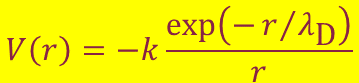 V(r) = −k exp(−r/λ_D) / r